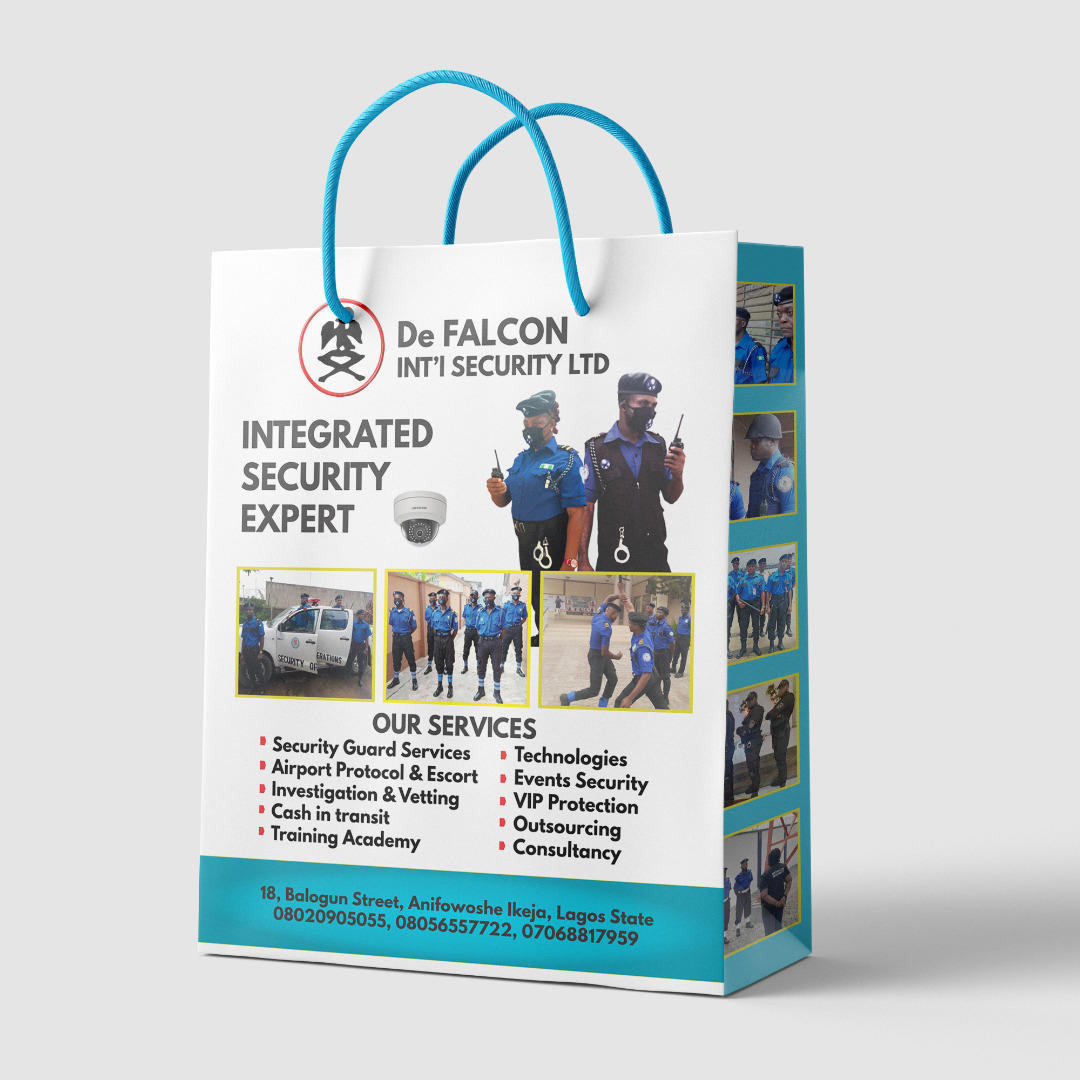 De FALCON
INT'l SECURITY LTD
INTEGRATED
SECURITY
EXPERT
SECURITY OPERATIONS
OUR SERVICES
Security Guard Services
Airport Protocol & Escort
Investigation & Vetting
Cash in transit
Training Academy
Technologies
Events Security
VIP Protection
Outsourcing
Consultancy
18, Balogun Street, Anifowoshe Ikeja, Lagos State
08020905055, 08056557722, 07068817959